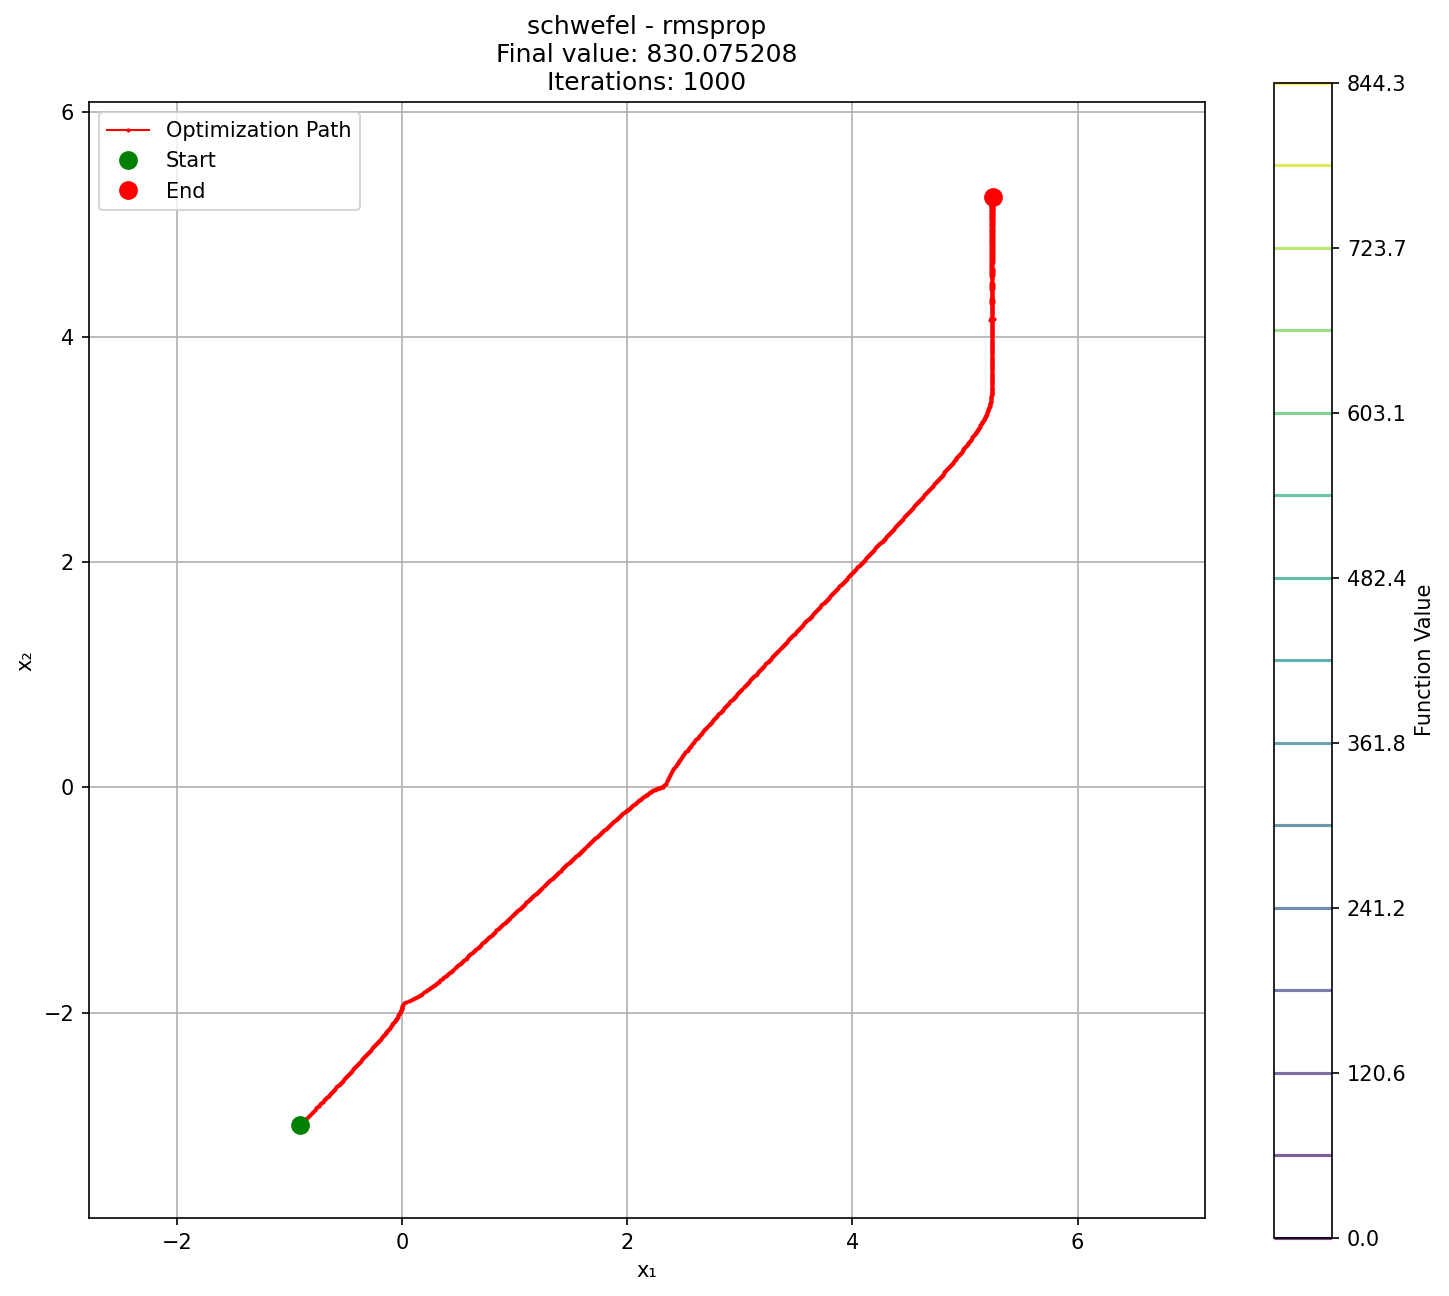 schwefel - rmsprop
Final value: 830.075208
Iterations: 1000
Optimization Path
Start
End
6
4
2
0
−2
x₂
−2
0
2
4
6
x₁
844.3
723.7
603.1
482.4
361.8
241.2
120.6
0.0
Function Value